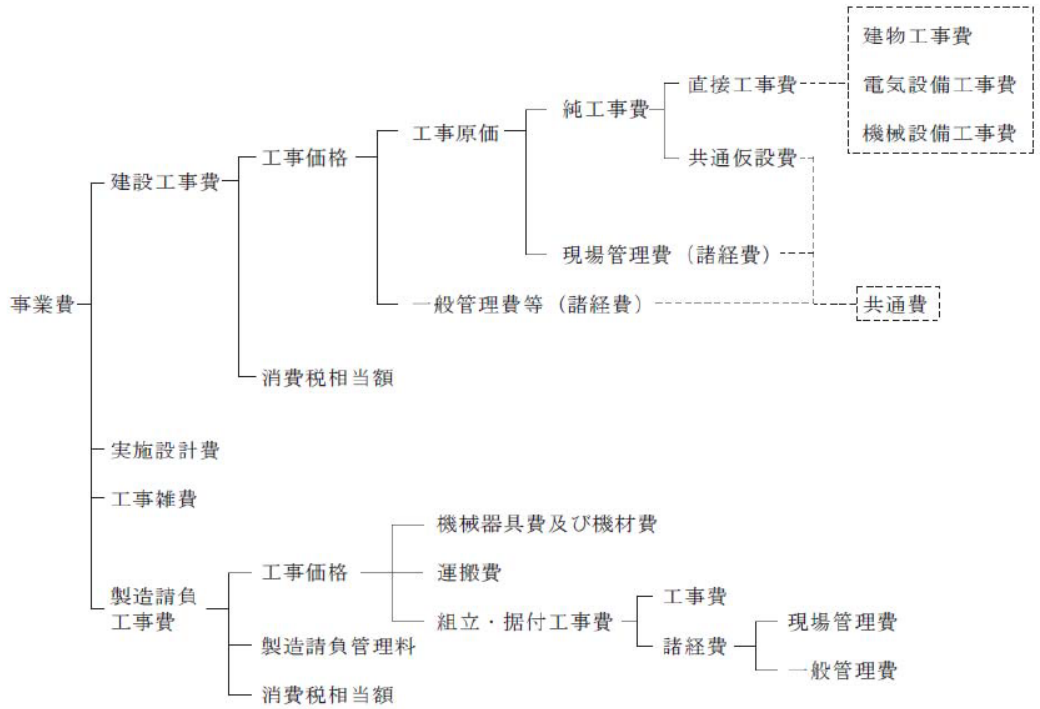 建物工事費
直接工事費
電気設備工事費
純工事費
機械設備工事費
工事原価
工事価格
共通仮設費
建設工事費
現場管理費（諸経費）
事業費
一般管理費等（諸経費）
共通費
消費税相当額
実施設計費
工事雑費
機械器具費及び機材費
工事価格
運搬費
製造請負
工事費
組立・据付工事費
工事費
現場管理費
製造請負管理料
諸経費
一般管理費
消費税相当額